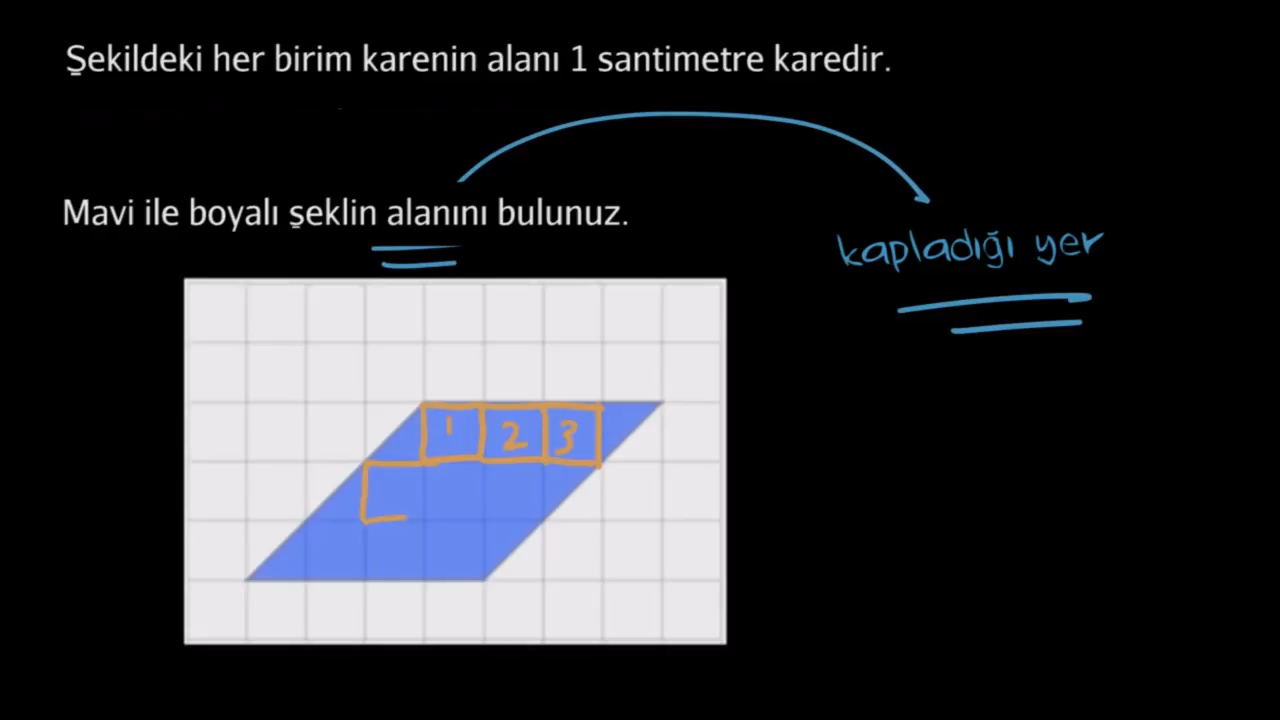 Şekildeki her birim karenin alanı 1 santimetre karedir.
Mavi ile boyalı şeklin alanını bulunuz.
kapladığı yer
1 2 3